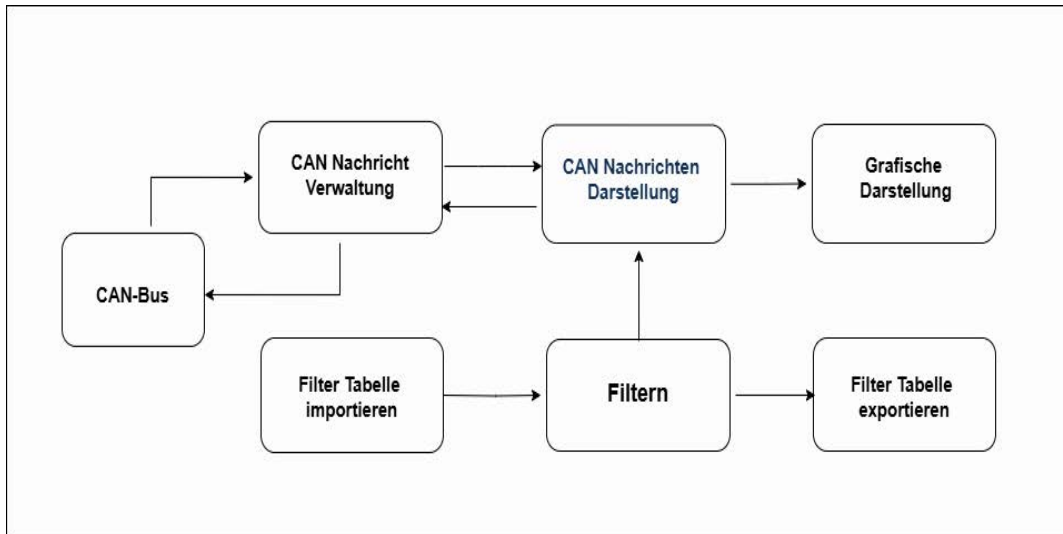 CAN Nachricht
Verwaltung
CAN Nachrichten
Darstellung
Grafische
Darstellung
CAN-Bus
Filter Tabelle
importieren
Filtern
Filter Tabelle
exportieren